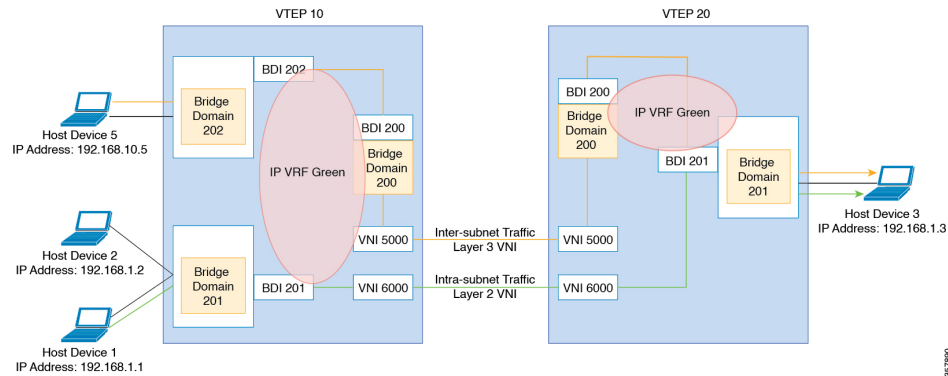 VTEP 10
VTEP 20
BDI 202
Bridge
Domain
202
Host Device 5
IP Address: 192.168.10.5
IP VRF Green
BDI 200
Bridge
Domain
200
VNI 5000
Host Device 2
IP Address: 192.168.1.2
Bridge
Domain
201
BDI 201
VNI 6000
Host Device 1
IP Address: 192.168.1.1
Inter-subnet Traffic
Layer 3 VNI
Intra-subnet Traffic
Layer 2 VNI
BDI 200
Bridge
Domain
200
IP VRF Green
BDI 201
Bridge
Domain
201
VNI 5000
VNI 6000
Host Device 3
IP Address: 192.168.1.3